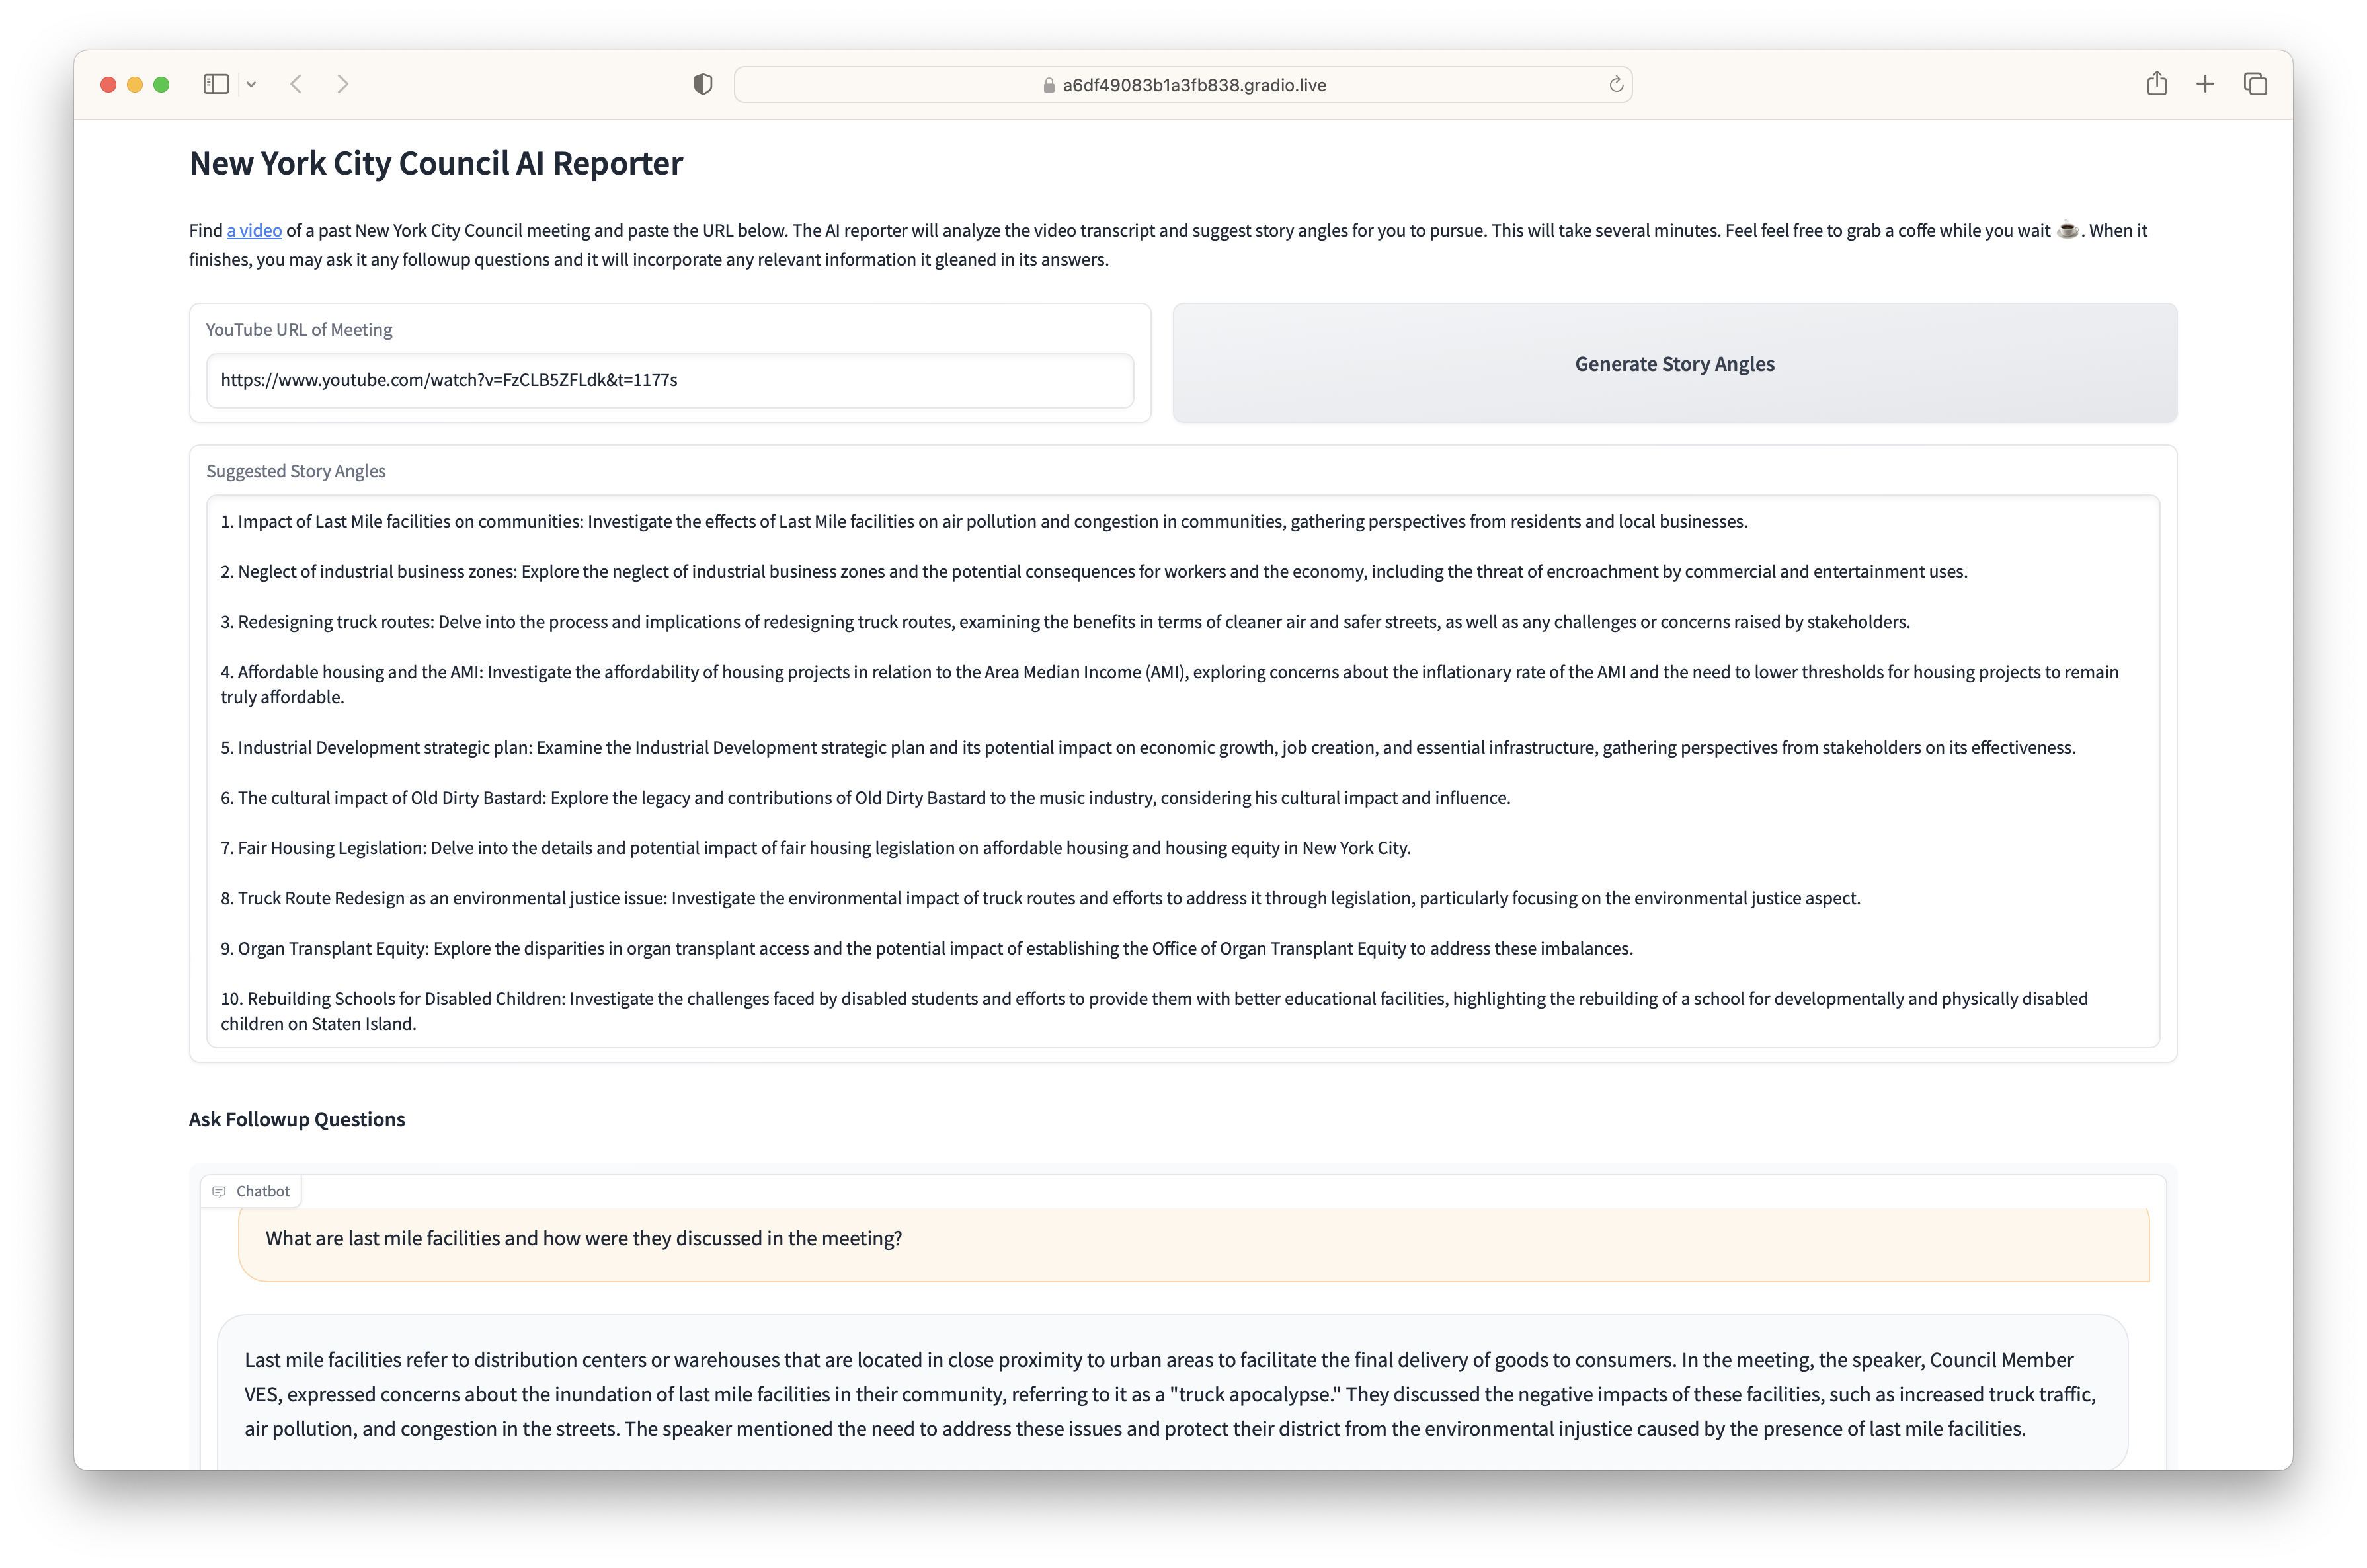 a6df49083b1a3fb838.gradio.live
New York City Council AI Reporter
Find a video of a past New York City Council meeting and paste the URL below. The AI reporter will analyze the video transcript and suggest story angles for you to pursue. This will take several minutes. Feel feel free to grab a coffe while you wait ☕. When it
finishes, you may ask it any followup questions and it will incorporate any relevant information it gleaned in its answers.
YouTube URL of Meeting
https://www.youtube.com/watch?v=FzCLB5ZFLdk&t=1177s
Generate Story Angles
Suggested Story Angles
1. Impact of Last Mile facilities on communities: Investigate the effects of Last Mile facilities on air pollution and congestion in communities, gathering perspectives from residents and local businesses.
2. Neglect of industrial business zones: Explore the neglect of industrial business zones and the potential consequences for workers and the economy, including the threat of encroachment by commercial and entertainment uses.
3. Redesigning truck routes: Delve into the process and implications of redesigning truck routes, examining the benefits in terms of cleaner air and safer streets, as well as any challenges or concerns raised by stakeholders.
4. Affordable housing and the AMI: Investigate the affordability of housing projects in relation to the Area Median Income (AMI), exploring concerns about the inflationary rate of the AMI and the need to lower thresholds for housing projects to remain
truly affordable.
5. Industrial Development strategic plan: Examine the Industrial Development strategic plan and its potential impact on economic growth, job creation, and essential infrastructure, gathering perspectives from stakeholders on its effectiveness.
6. The cultural impact of Old Dirty Bastard: Explore the legacy and contributions of Old Dirty Bastard to the music industry, considering his cultural impact and influence.
7. Fair Housing Legislation: Delve into the details and potential impact of fair housing legislation on affordable housing and housing equity in New York City.
8. Truck Route Redesign as an environmental justice issue: Investigate the environmental impact of truck routes and efforts to address it through legislation, particularly focusing on the environmental justice aspect.
9. Organ Transplant Equity: Explore the disparities in organ transplant access and the potential impact of establishing the Office of Organ Transplant Equity to address these imbalances.
10. Rebuilding Schools for Disabled Children: Investigate the challenges faced by disabled students and efforts to provide them with better educational facilities, highlighting the rebuilding of a school for developmentally and physically disabled
children on Staten Island.
Ask Followup Questions
Chatbot
What are last mile facilities and how were they discussed in the meeting?
Last mile facilities refer to distribution centers or warehouses that are located in close proximity to urban areas to facilitate the final delivery of goods to consumers. In the meeting, the speaker, Council Member
VES, expressed concerns about the inundation of last mile facilities in their community, referring to it as a "truck apocalypse." They discussed the negative impacts of these facilities, such as increased truck traffic,
air pollution, and congestion in the streets. The speaker mentioned the need to address these issues and protect their district from the environmental injustice caused by the presence of last mile facilities.